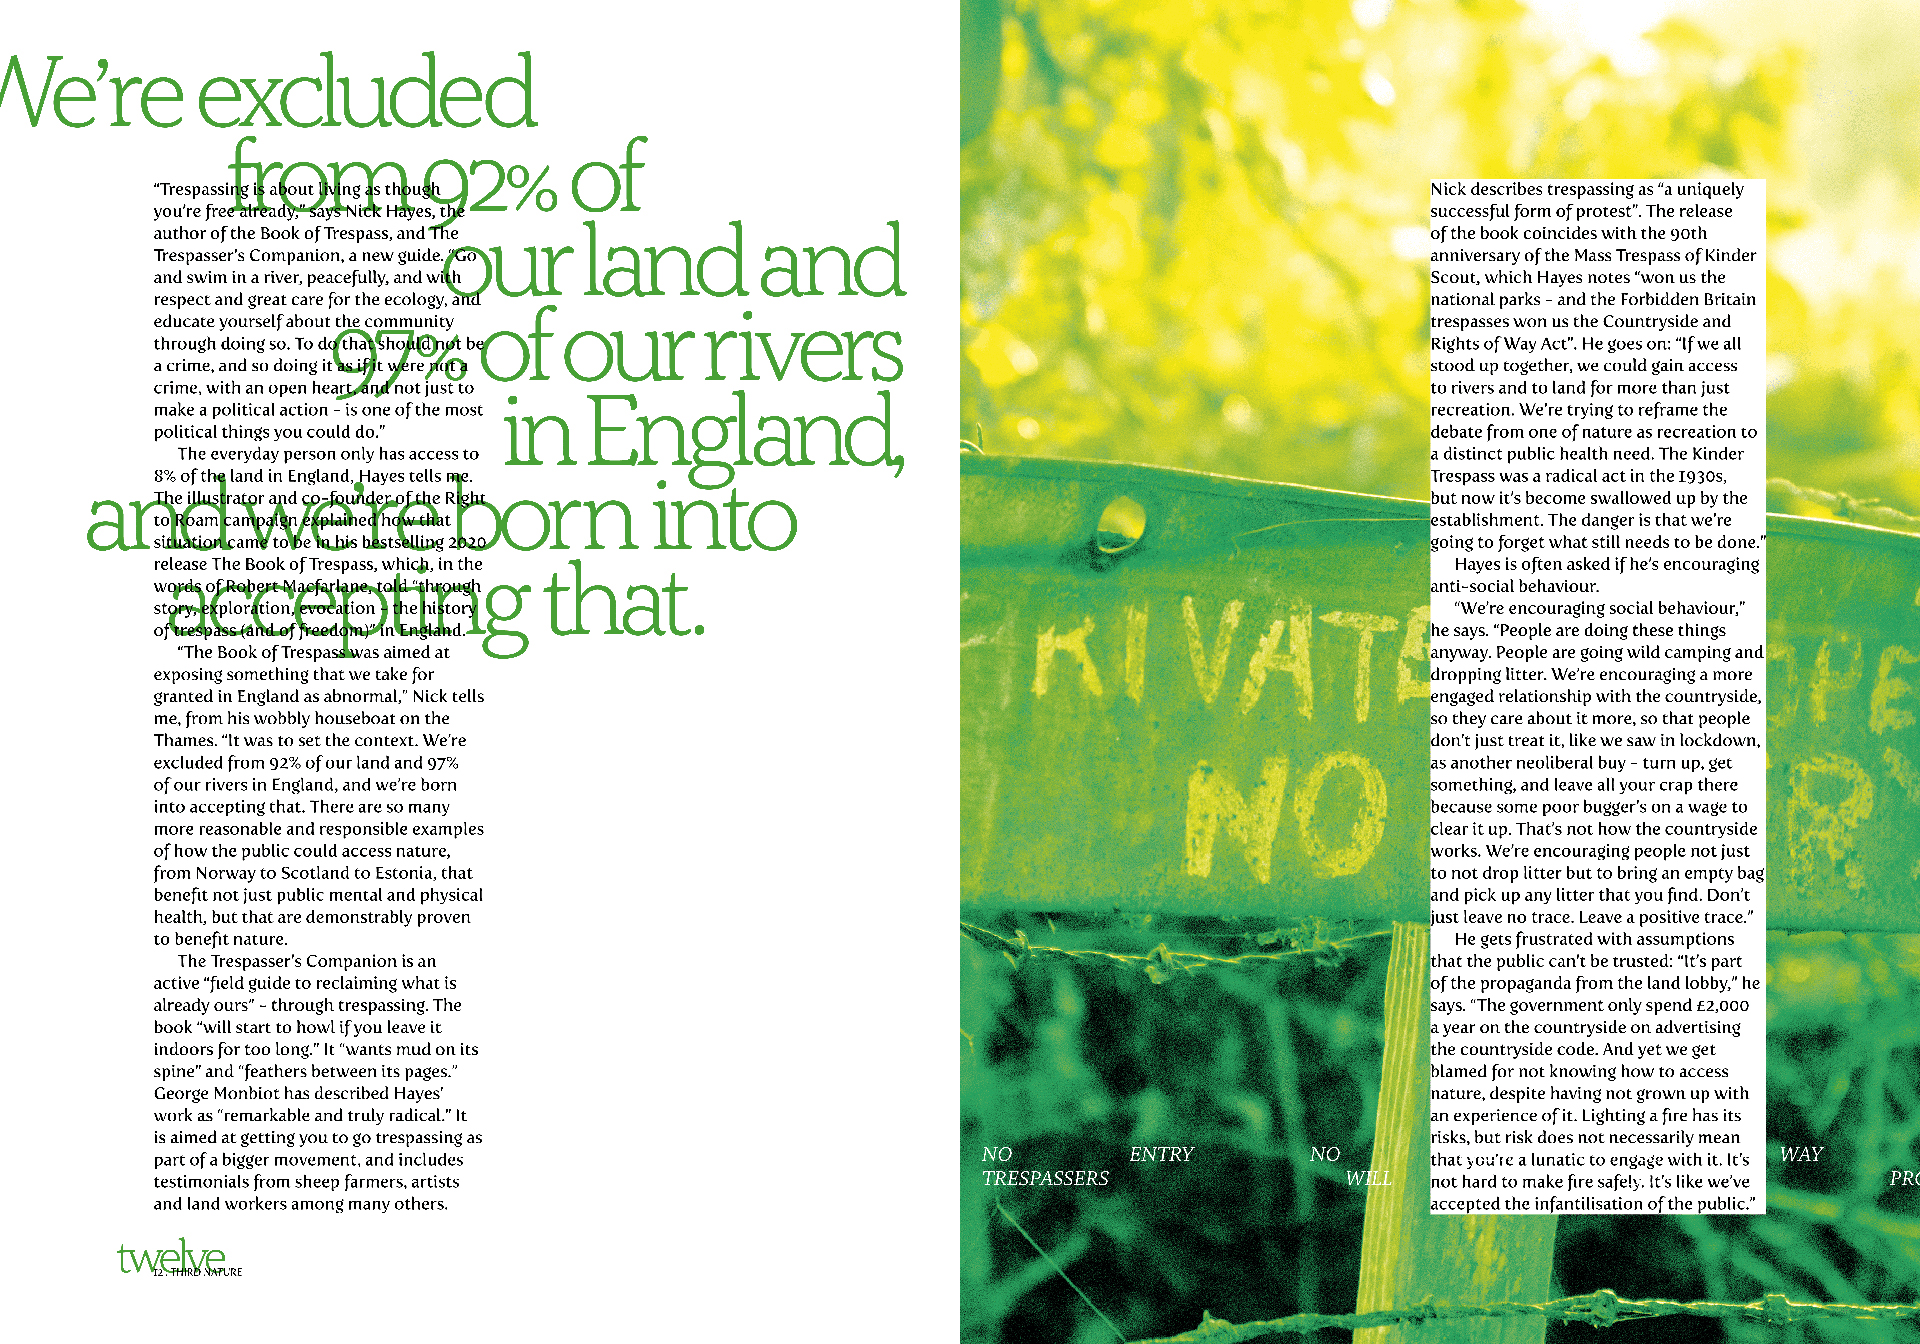 We're excluded
from 92% of
our land and
97% of our rivers
in England,
and we're born into
accepting that.
“Trespassing is about living as though
you're free already,” says Nick Hayes, the
author of the Book of Trespass, and The
Trespasser's Companion, a new guide. “Go
and swim in a river, peacefully, and with
respect and great care for the ecology, and
educate yourself about the community
through doing so. To do that should not be
a crime, and so doing it as if it were not a
crime, with an open heart, and not just to
make a political action – is one of the most
political things you could do.”
The everyday person only has access to
8% of the land in England, Hayes tells me.
The illustrator and co-founder of the Right
to Roam campaign explained how that
situation came to be in his bestselling 2020
release The Book of Trespass, which, in the
words of Robert Macfarlane, told “through
story, exploration, evocation – the history
of trespass (and of freedom)” in England.
“The Book of Trespass was aimed at
exposing something that we take for
granted in England as abnormal,” Nick tells
me, from his wobbly houseboat on the
Thames. “It was to set the context. We're
excluded from 92% of our land and 97%
of our rivers in England, and we're born
into accepting that. There are so many
more reasonable and responsible examples
of how the public could access nature,
from Norway to Scotland to Estonia, that
benefit not just public mental and physical
health, but that are demonstrably proven
to benefit nature.
The Trespasser's Companion is an
active “field guide to reclaiming what is
already ours” – through trespassing. The
book “will start to howl if you leave it
indoors for too long.” It “wants mud on its
spine” and “feathers between its pages.”
George Monbiot has described Hayes'
work as “remarkable and truly radical.” It
is aimed at getting you to go trespassing as
part of a bigger movement, and includes
testimonials from sheep farmers, artists
and land workers among many others.
twelve
12 . THIRD NATURE
Nick describes trespassing as “a uniquely
successful form of protest”. The release
of the book coincides with the 90th
anniversary of the Mass Trespass of Kinder
Scout, which Hayes notes “won us the
national parks – and the Forbidden Britain
trespasses won us the Countryside and
Rights of Way Act”. He goes on: “If we all
stood up together, we could gain access
to rivers and to land for more than just
recreation. We're trying to reframe the
debate from one of nature as recreation to
a distinct public health need. The Kinder
Trespass was a radical act in the 1930s,
but now it's become swallowed up by the
establishment. The danger is that we're
going to forget what still needs to be done.”
Hayes is often asked if he's encouraging
anti-social behaviour.
“We're encouraging social behaviour,”
he says. “People are doing these things
anyway. People are going wild camping and
dropping litter. We're encouraging a more
engaged relationship with the countryside,
so they care about it more, so that people
don't just treat it, like we saw in lockdown,
as another neoliberal buy – turn up, get
something, and leave all your crap there
because some poor bugger's on a wage to
clear it up. That's not how the countryside
works. We're encouraging people not just
to not drop litter but to bring an empty bag
and pick up any litter that you find. Don't
just leave no trace. Leave a positive trace.”
He gets frustrated with assumptions
that the public can't be trusted: “It's part
of the propaganda from the land lobby,” he
says. “The government only spend £2,000
a year on the countryside on advertising
the countryside code. And yet we get
blamed for not knowing how to access
nature, despite having not grown up with
an experience of it. Lighting a fire has its
risks, but risk does not necessarily mean
that you're a lunatic to engage with it. It's
not hard to make fire safely. It's like we've
accepted the infantilisation of the public.”
RIVATE
NO
NO ENTRY NO WAY
TRESPASSERS WILL PRO